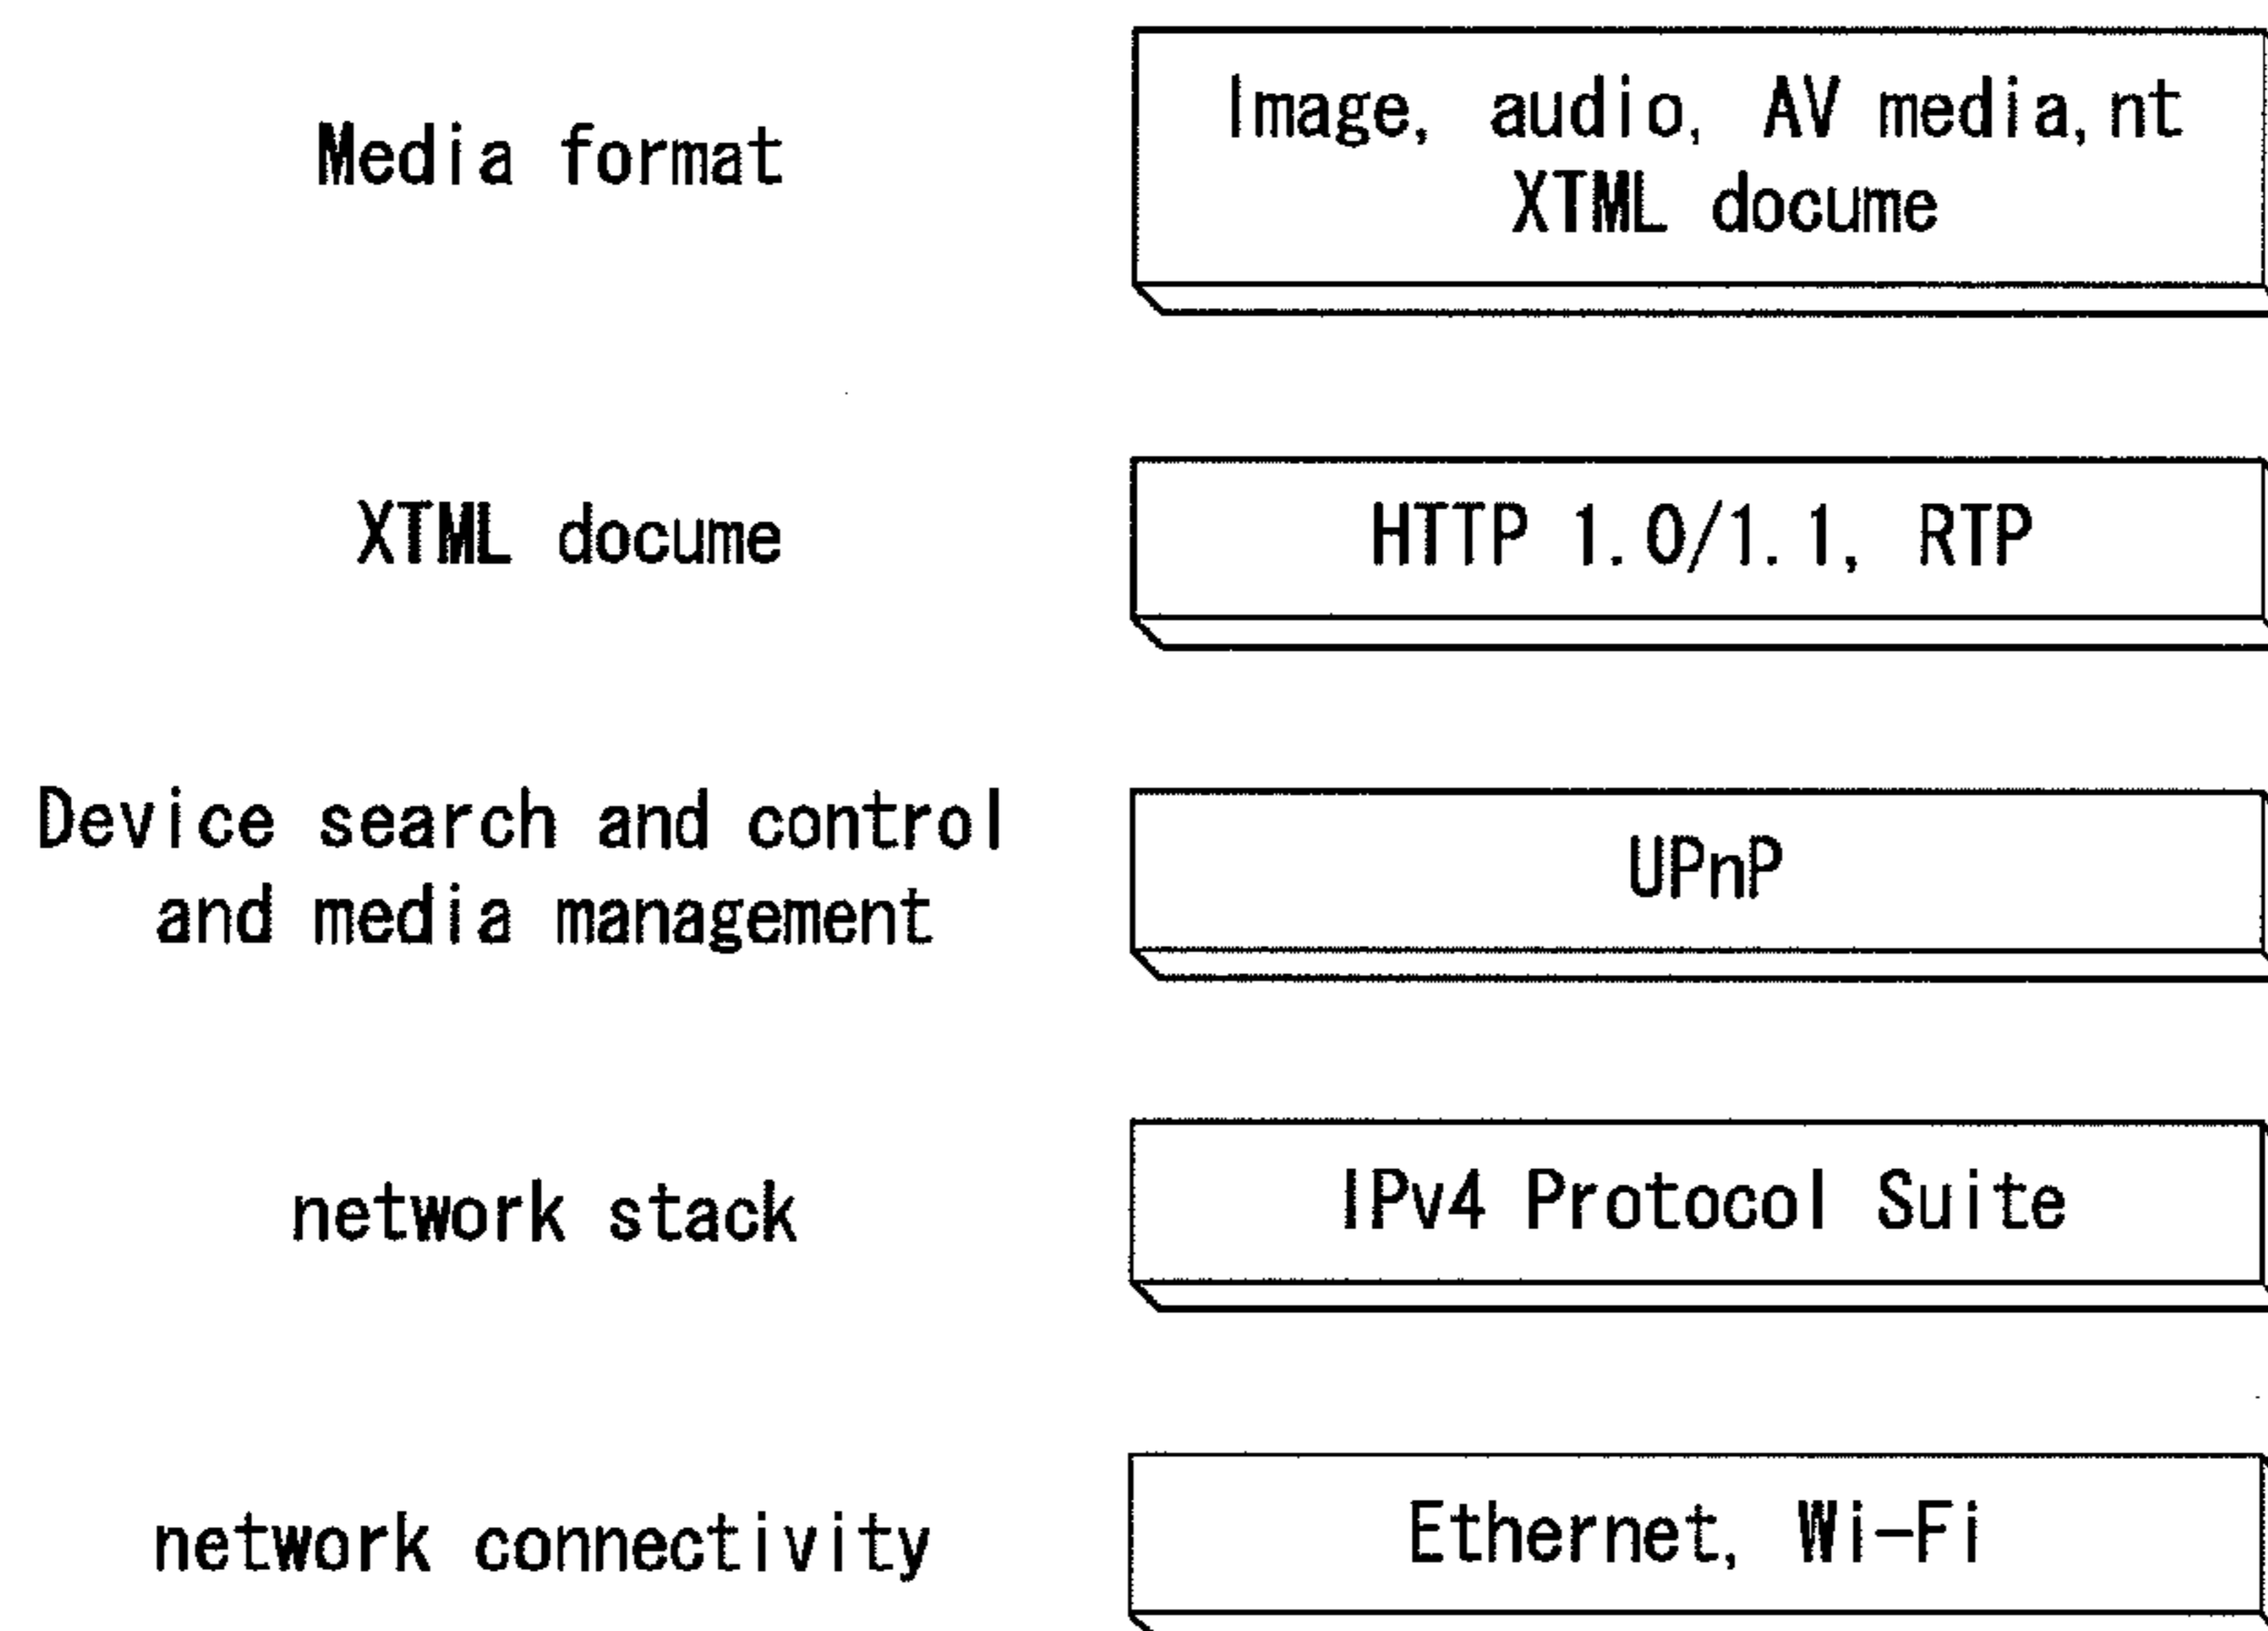 Media format
Image, audio, AV media, nt
XTML docume
XTML docume
HTTP 1.0/1.1, RTP
Device search and control
and media management
UPnP
network stack
IPv4 Protocol Suite
network connectivity
Ethernet, Wi-Fi